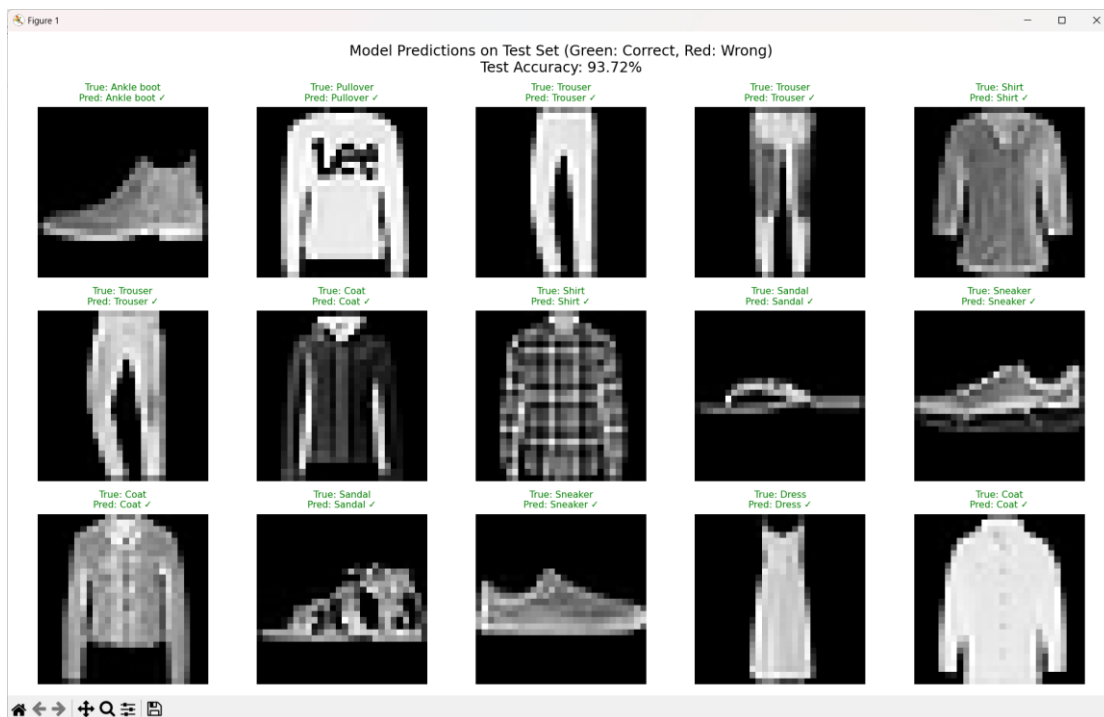 Figure 1
Model Predictions on Test Set (Green: Correct, Red: Wrong)
Test Accuracy: 93.72%
True: Ankle boot
Pred: Ankle boot ✓
True: Pullover
Pred: Pullover ✓
True: Trouser
Pred: Trouser ✓
True: Trouser
Pred: Trouser ✓
True: Shirt
Pred: Shirt ✓
Lee
True: Trouser
Pred: Trouser ✓
True: Coat
Pred: Coat ✓
True: Shirt
Pred: Shirt ✓
True: Sandal
Pred: Sandal ✓
True: Sneaker
Pred: Sneaker ✓
True: Coat
Pred: Coat ✓
True: Sandal
Pred: Sandal ✓
True: Sneaker
Pred: Sneaker ✓
True: Dress
Pred: Dress ✓
True: Coat
Pred: Coat ✓